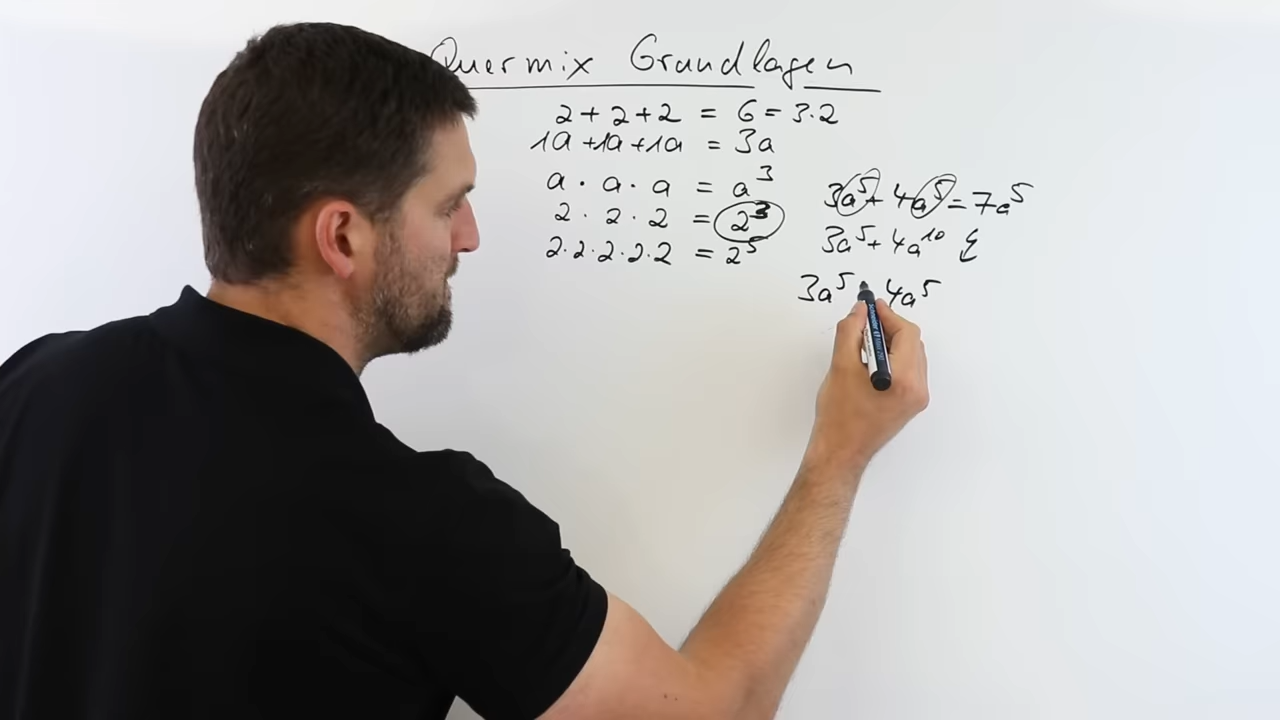 Quermix Grundlagen
2 + 2 + 2 = 6 = 3·2
1a + 1a + 1a = 3a
a · a · a = a³
2 · 2 · 2 = 2³
2·2·2·2·2 = 2⁵
3a⁵ + 4a⁵ = 7a⁵
3a⁵ + 4a¹⁰
3a⁵ 4a⁵
Schneider